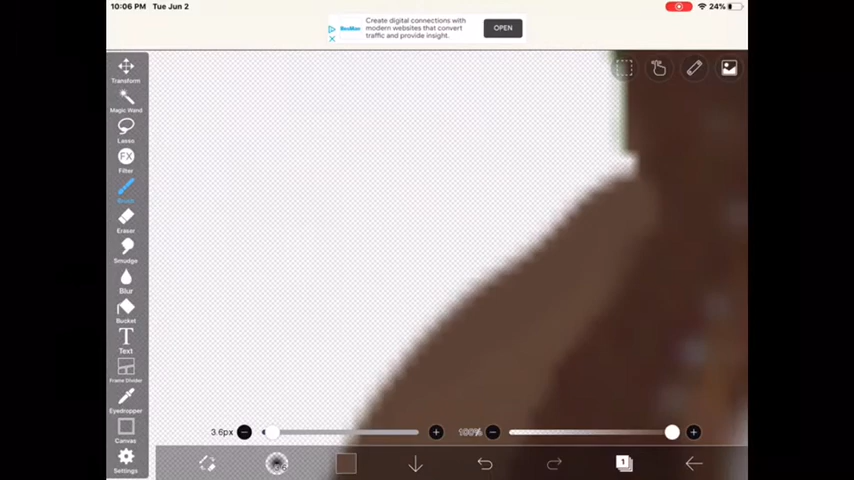 10:06 PM Tue Jun 2
24%
BeeMan
Create digital connections with
modern websites that convert
traffic and provide insight.
OPEN
Transform
Magic Wand
Lasso
FX
Filter
Brush
Eraser
Smudge
Blur
Bucket
T
Text
Frame Divider
Eyedropper
Canvas
Settings
3.6px
100%
1